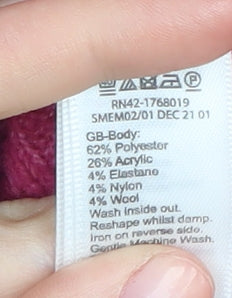 RN42-1768019
SMEM02/01 DEC 21 01
GB-Body:
62% Polyester
26% Acrylic
4% Elastane
4% Nylon
4% Wool
Wash inside out.
Reshape whilst damp.
Iron on reverse side.
Gentle Machine Wash.